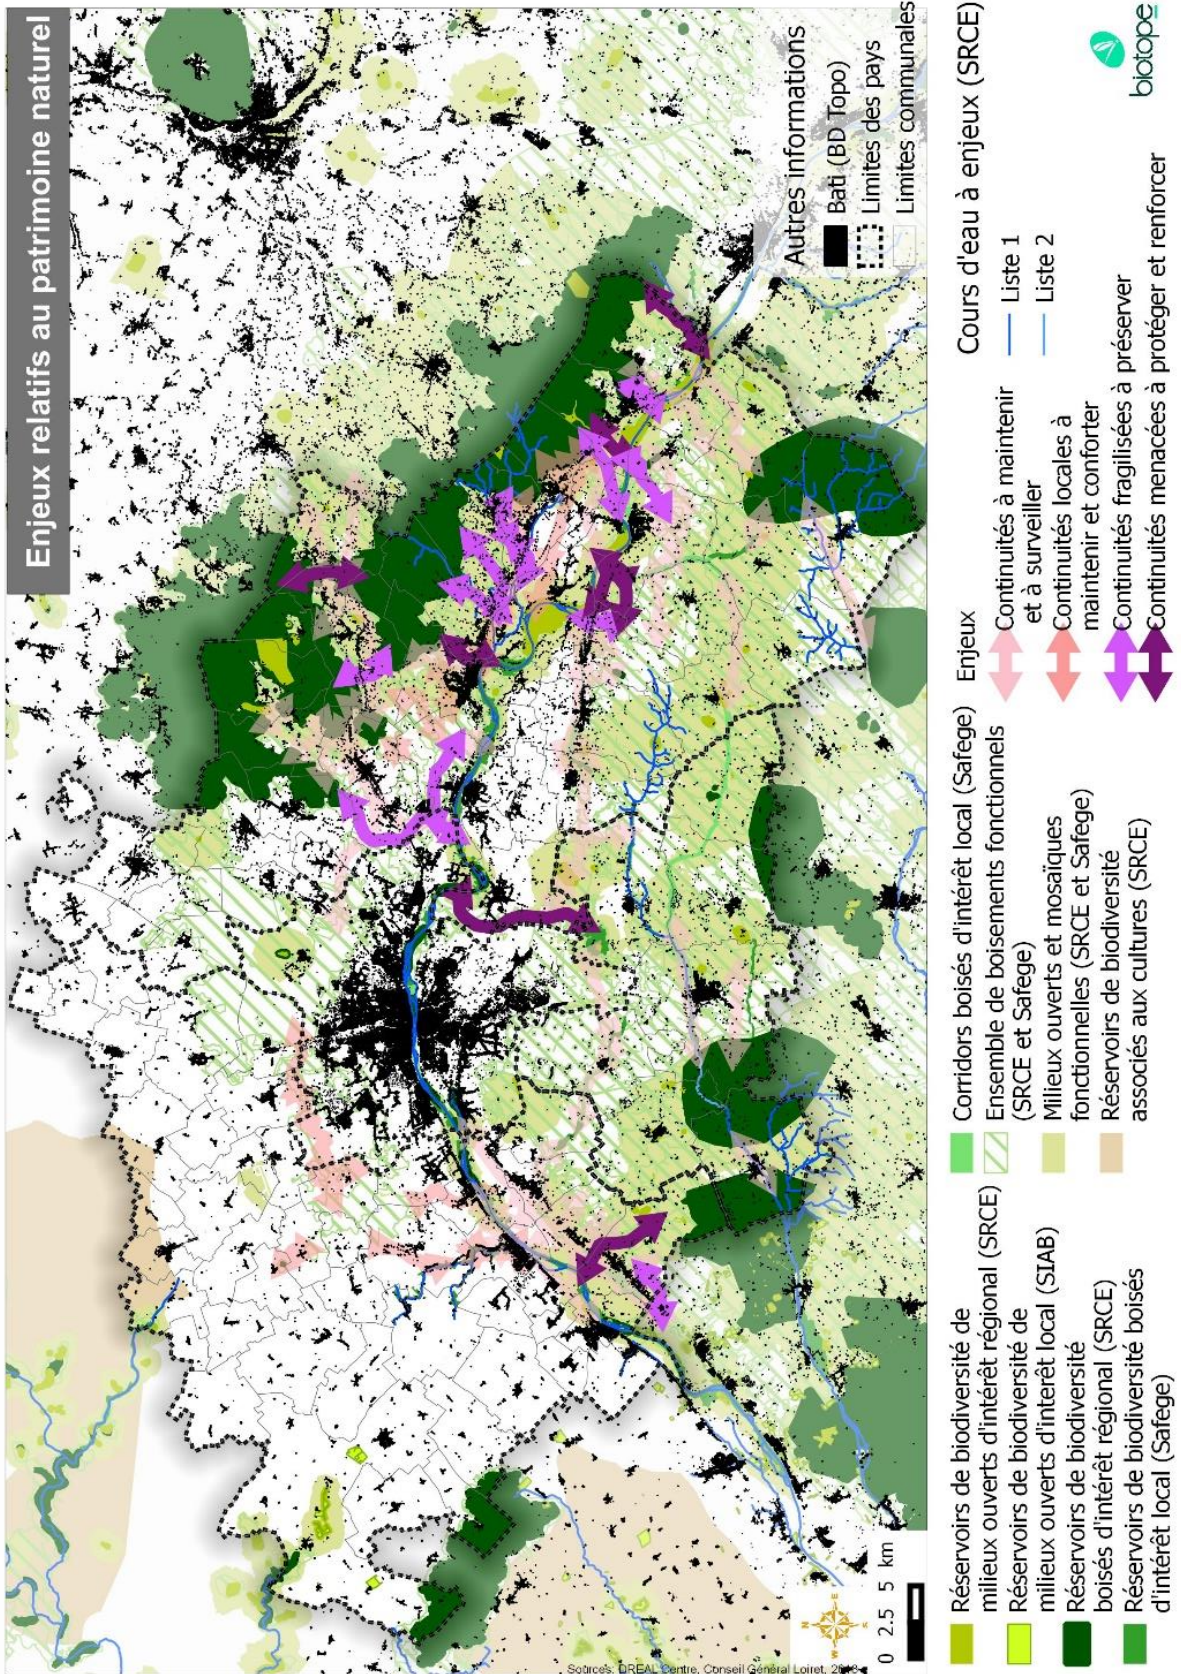 Enjeux relatifs au patrimoine naturel
Autres informations
Bati (BD Topo)
Limites des pays
Limites communales
N
E
S
0 2.5 5 km
Sources: DREAL Centre, Conseil Général Loiret,
Réservoirs de biodiversité de
milieux ouverts d'intérêt régional (SRCE)
Réservoirs de biodiversité de
milieux ouverts d'interêt local (SIAB)
Réservoirs de biodiversité
boisés d'intérêt régional (SRCE)
Réservoirs de biodiversité boisés
d'intérêt local (Safege)
Corridors boisés d'intérêt local (Safege)
Ensemble de boisements fonctionnels
(SRCE et Safege)
Milieux ouverts et mosaïques
fonctionnelles (SRCE et Safege)
Réservoirs de biodiversité
associés aux cultures (SRCE)
Enjeux
Continuités à maintenir
et à surveiller
Continuités locales à
maintenir et conforter
Continuités fragilisées à préserver
Continuités menacées à protéger et renforcer
Cours d'eau à enjeux (SRCE)
Liste 1
Liste 2
biotope